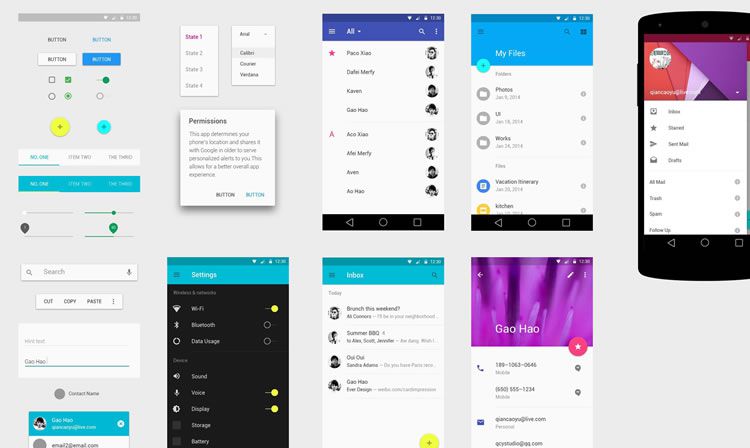 BUTTON
BUTTON
BUTTON
BUTTON
NO. ONE
ITEM TWO
THE THRID
NO. ONE
ITEM TWO
THE THRID
Search
CUT
COPY
PASTE
Hint text
Gao Hao
Contact Name
Gao Hao
qiancaoyu@live.com
email2@email.com
State 1
State 2
State 3
State 4
Arial
Calibri
Courier
Verdana
Permissions
This app determines your
phone's location and shares it
with Google in order to serve
personalized alerts to you. This
allows for a better overall app
experience.
BUTTON
BUTTON
12:30
Settings
Wireless & networks
Wi-Fi
Bluetooth
Data Usage
Device
Sound
Voice
Display
Storage
Battery
12:30
All
Paco Xiao
Dafei Merfy
Kaven
Gao Hao
A
Aco Xiao
Afei Merfy
Aven
Ao Hao
12:30
Inbox
Today
Brunch this weekend?
Ali Connors – I'll be in your neighborhood ...
Summer BBQ 4
to Alex, Scott, Jennifer –
Oui Oui
Sandra Adams – Do you have Paris
Gao Hao
Ever Design – weibo.com/cardimpression
12:30
My Files
Folders
Photos
Jan 9, 2014
UI
Jan 18, 2014
Works
Jan 24, 2014
Files
Vacation Itinerary
Jan 20, 2014
kitchen
12:30
Gao Hao
189-1063-0646
Mobile
(650) 555-1234
Mobile
qiancaoyu@live.com
Personal
qcystudio@qq.com
12:30
qiancaoyu@live.com
Inbox
Starred
Sent Mail
Drafts
All Mail
Trash
Spam
Follow Up